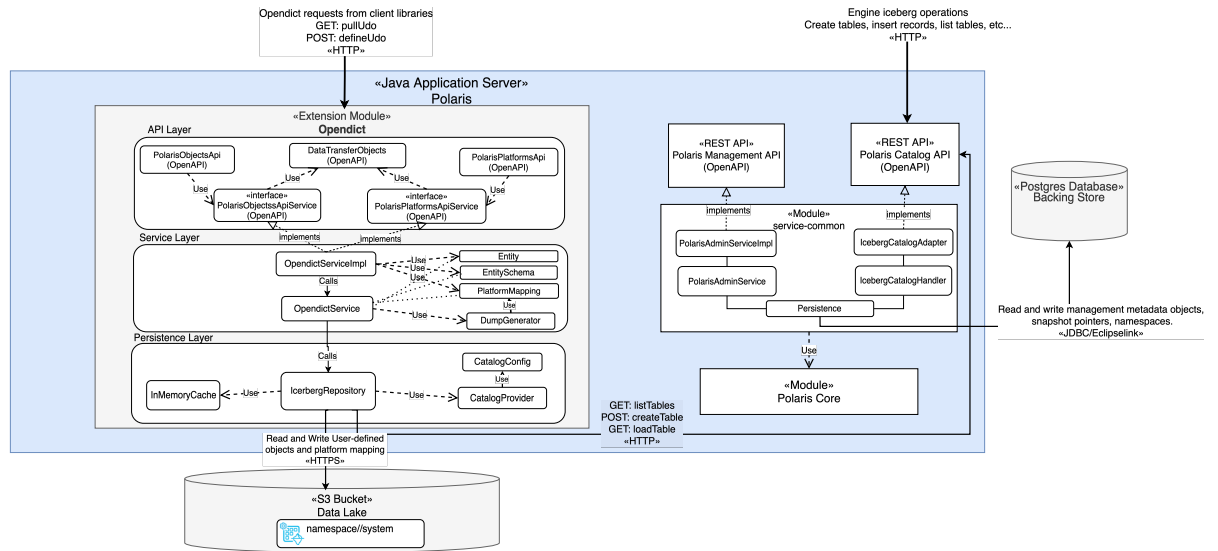 Opendict requests from client libraries
GET: pullUdo
POST: defineUdo
«HTTP»
Engine iceberg operations
Create tables, insert records, list tables, etc...
«HTTP»
«Java Application Server»
Polaris
«Extension Module»
Opendict
API Layer
PolarisObjectsApi
(OpenAPI)
DataTransferObjects
(OpenAPI)
PolarisPlatformsApi
(OpenAPI)
Use
Use
Use
Use
«interface»
PolarisObjectssApiService
(OpenAPI)
«interface»
PolarisPlatformsApiService
(OpenAPI)
implements
implements
Service Layer
OpendictServiceImpl
Use
Use
Use
Entity
EntitySchema
PlatformMapping
Calls
OpendictService
Use
Use
DumpGenerator
Persistence Layer
Calls
CatalogConfig
Use
InMemoryCache
Use
IcerbergRepository
Use
CatalogProvider
«REST API»
Polaris Management API
(OpenAPI)
«REST API»
Polaris Catalog API
(OpenAPI)
implements
implements
«Module»
service-common
PolarisAdminServiceImpl
IcebergCatalogAdapter
PolarisAdminService
IcebergCatalogHandler
Persistence
Use
«Module»
Polaris Core
«Postgres Database»
Backing Store
Read and write management metadata objects,
snapshot pointers, namespaces.
«JDBC/Eclipselink»
GET: listTables
POST: createTable
GET: loadTable
«HTTP»
Read and Write User-defined
objects and platform mapping
«HTTPS»
«S3 Bucket»
Data Lake
namespace//system